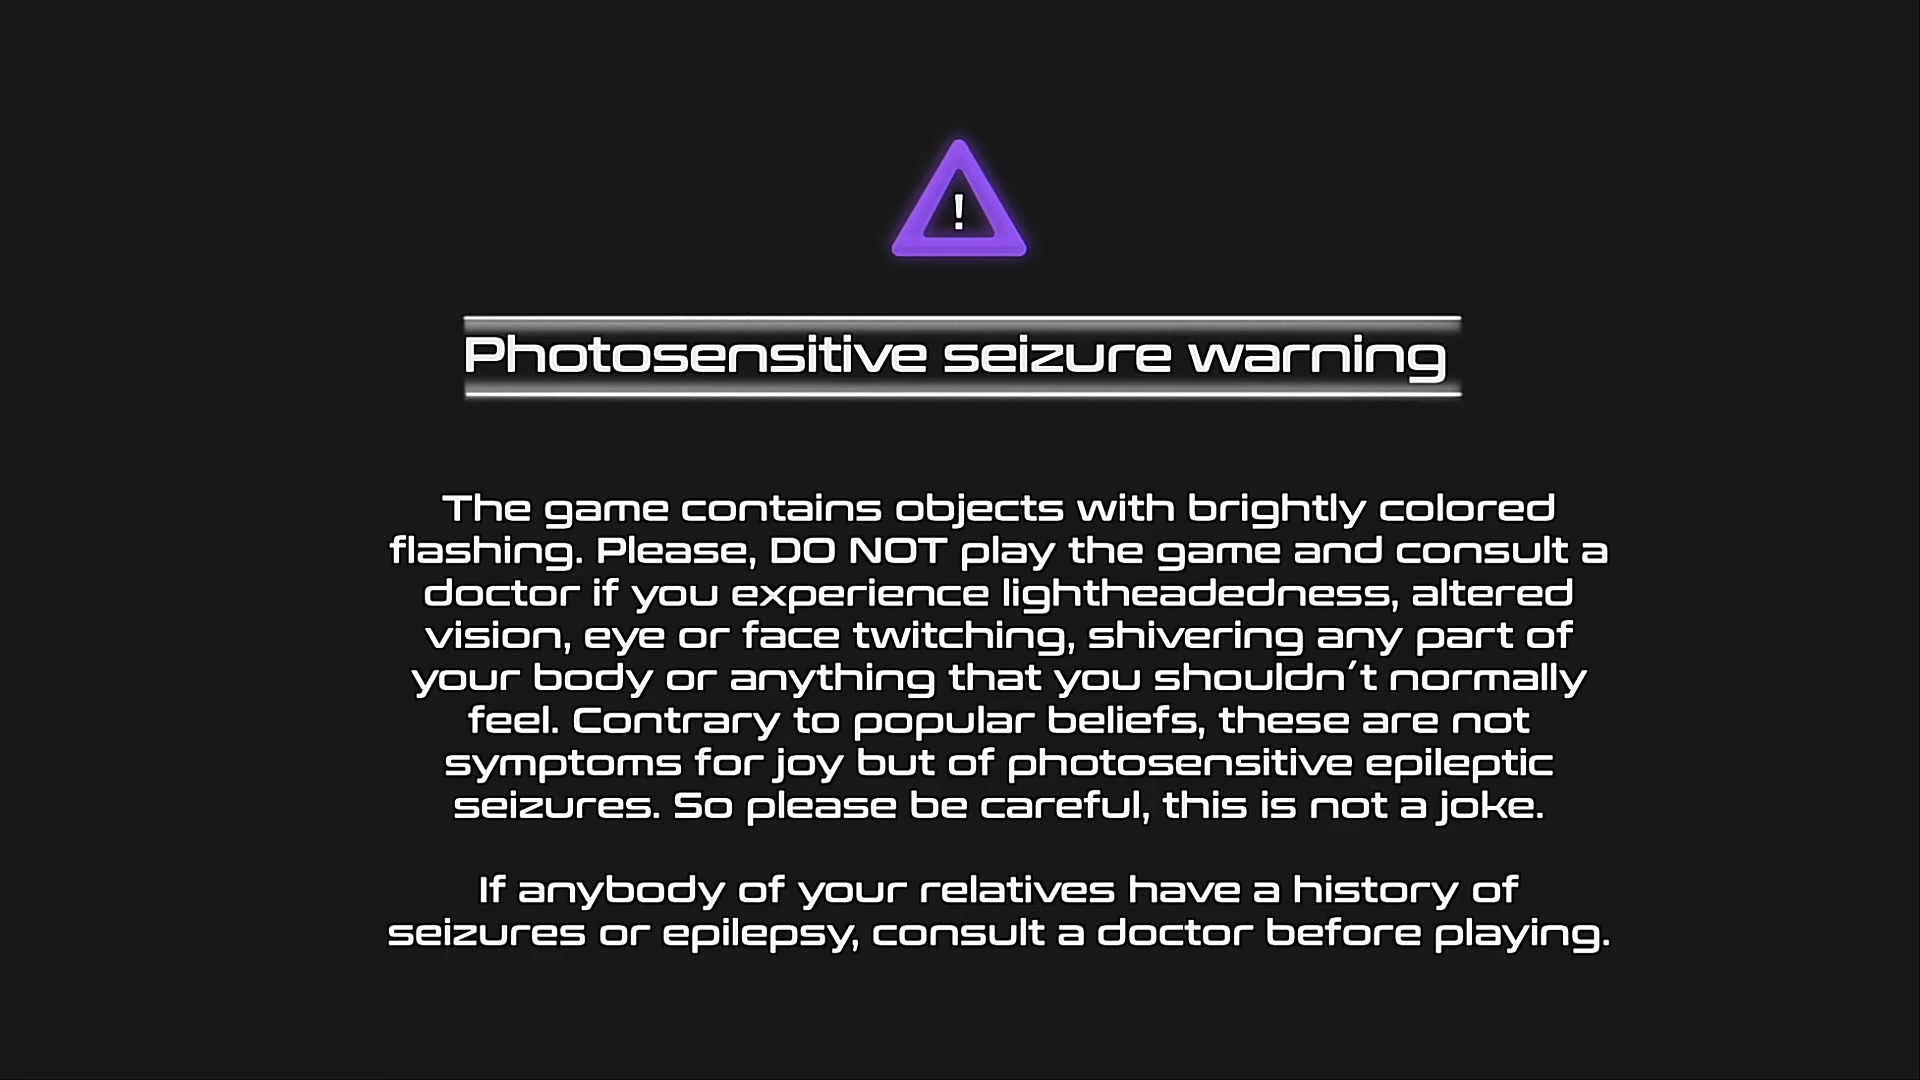 !
Photosensitive seizure warning
The game contains objects with brightly colored
flashing. Please, DO NOT play the game and consult a
doctor if you experience lightheadedness, altered
vision, eye or face twitching, shivering any part of
your body or anything that you shouldn't normally
feel. Contrary to popular beliefs, these are not
symptoms for joy but of photosensitive epileptic
seizures. So please be careful, this is not a joke.
If anybody of your relatives have a history of
seizures or epilepsy, consult a doctor before playing.